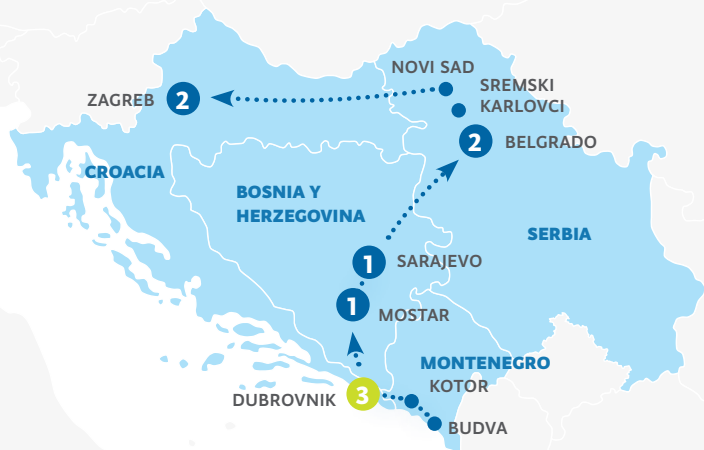 NOVI SAD
SREMSKI
KARLOVCI
ZAGREB
2
2
BELGRADO
CROACIA
BOSNIA Y
HERZEGOVINA
SERBIA
1
SARAJEVO
1
MOSTAR
MONTENEGRO
KOTOR
DUBROVNIK
3
BUDVA